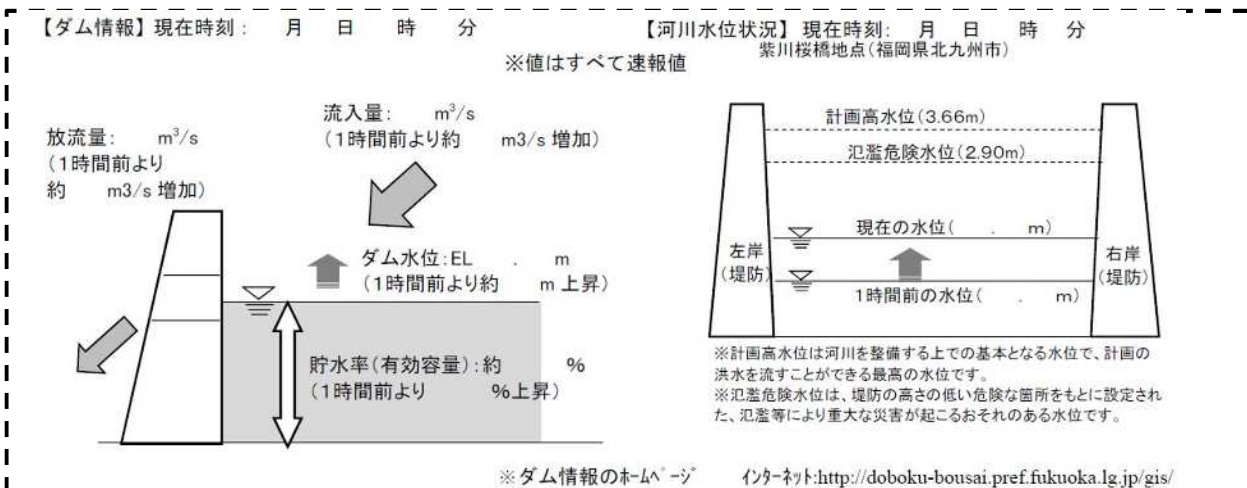 【ダム情報】現在時刻： 月 日 時 分
※値はすべて速報値
流入量： m³/s
（1時間前より約 m3/s 増加）
放流量： m³/s
（1時間前より
約 m3/s 増加）
ダム水位：EL ． m
（1時間前より約 m 上昇）
貯水率（有効容量）：約 %
（1時間前より %上昇）
【河川水位状況】現在時刻： 月 日 時 分
紫川桜橋地点（福岡県北九州市）
計画高水位（3.66m）
氾濫危険水位（2.90m）
現在の水位（ ． m）
左岸
（堤防）
右岸
（堤防）
1時間前の水位（ ． m）
※計画高水位は河川を整備する上での基本となる水位で、計画の
洪水を流すことができる最高の水位です。
※氾濫危険水位は、堤防の高さの低い危険な箇所をもとに設定され
た、氾濫等により重大な災害が起こるおそれのある水位です。
※ダム情報のﾎｰﾑﾍﾟｰｼﾞ ｲﾝﾀｰﾈｯﾄ:http://doboku-bousai.pref.fukuoka.lg.jp/gis/